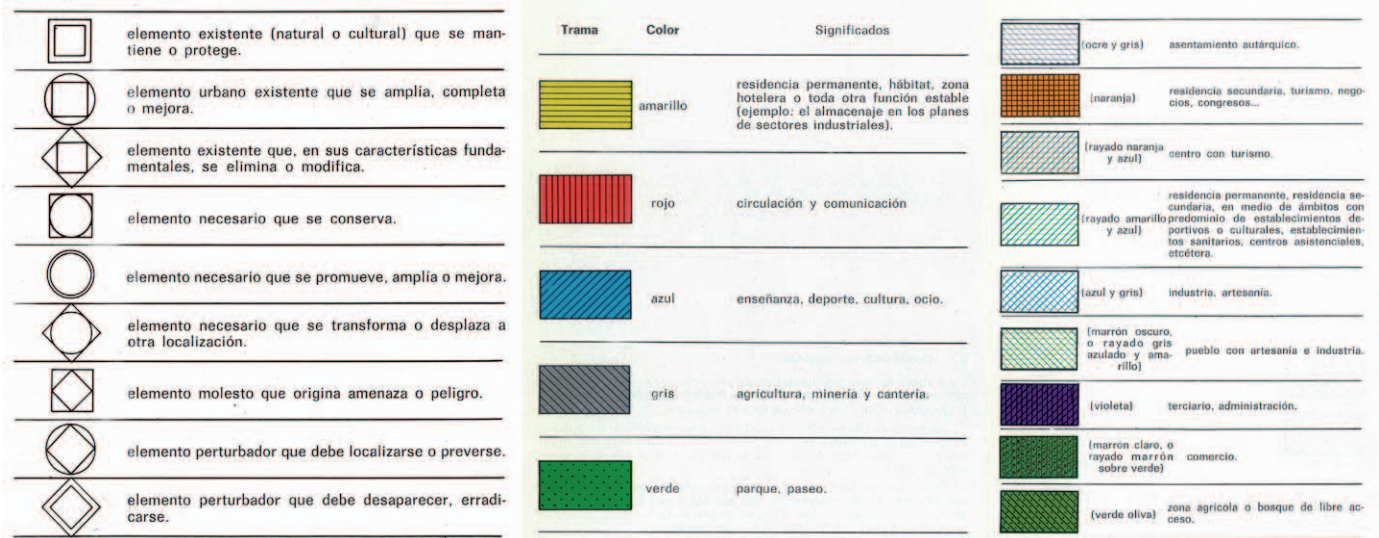 elemento existente (natural o cultural) que se man-
tiene o protege.
elemento urbano existente que se amplía, completa
o mejora.
elemento existente que, en sus características funda-
mentales, se elimina o modifica.
elemento necesario que se conserva.
elemento necesario que se promueve, amplía o mejora.
elemento necesario que se transforma o desplaza a
otra localización.
elemento molesto que origina amenaza o peligro.
elemento perturbador que debe localizarse o preverse.
elemento perturbador que debe desaparecer, erradi-
carse.
Trama Color Significados
amarillo
residencia permanente, hábitat, zona
hotelera o toda otra función estable
(ejemplo: el almacenaje en los planes
de sectores industriales).
rojo circulación y comunicación
azul enseñanza, deporte, cultura, ocio.
gris agricultura, minería y cantería.
verde parque, paseo.
(ocre y gris) asentamiento autárquico.
(naranja)
residencia secundaria, turismo, nego-
cios, congresos...
(rayado naranja
y azul)
centro con turismo.
(rayado amarillo
y azul)
residencia permanente, residencia se-
cundaria, en medio de ámbitos con
predominio de establecimientos de-
portivos o culturales, establecimien-
tos sanitarios, centros asistenciales,
etcétera.
(azul y gris) industria, artesanía.
(marrón oscuro,
o rayado gris
azulado y ama-
rillo)
pueblo con artesanía e industria.
(violeta) terciario, administración.
(marrón claro, o
rayado marrón
sobre verde)
comercio.
(verde oliva)
zona agrícola o bosque de libre ac-
ceso.